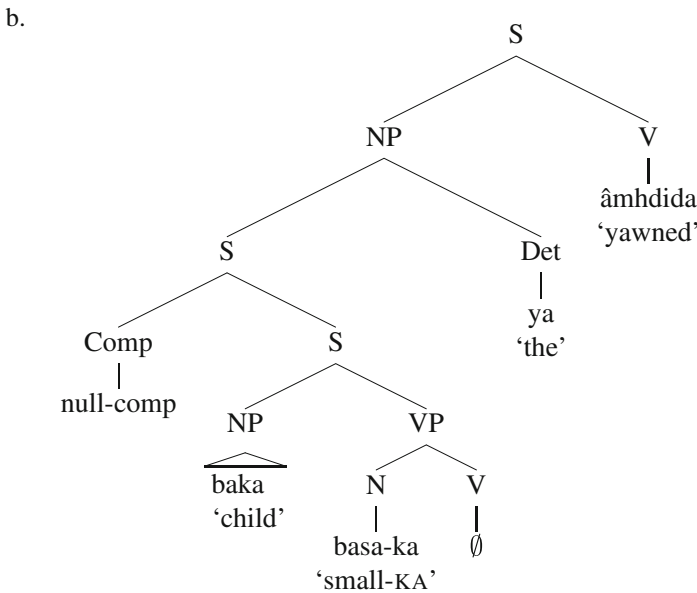 b.
S
NP V
âmhdida
'yawned'
S Det
ya
'the'
Comp S
null-comp
NP VP
baka
'child'
N V
basa-ka ∅
'small-KA'